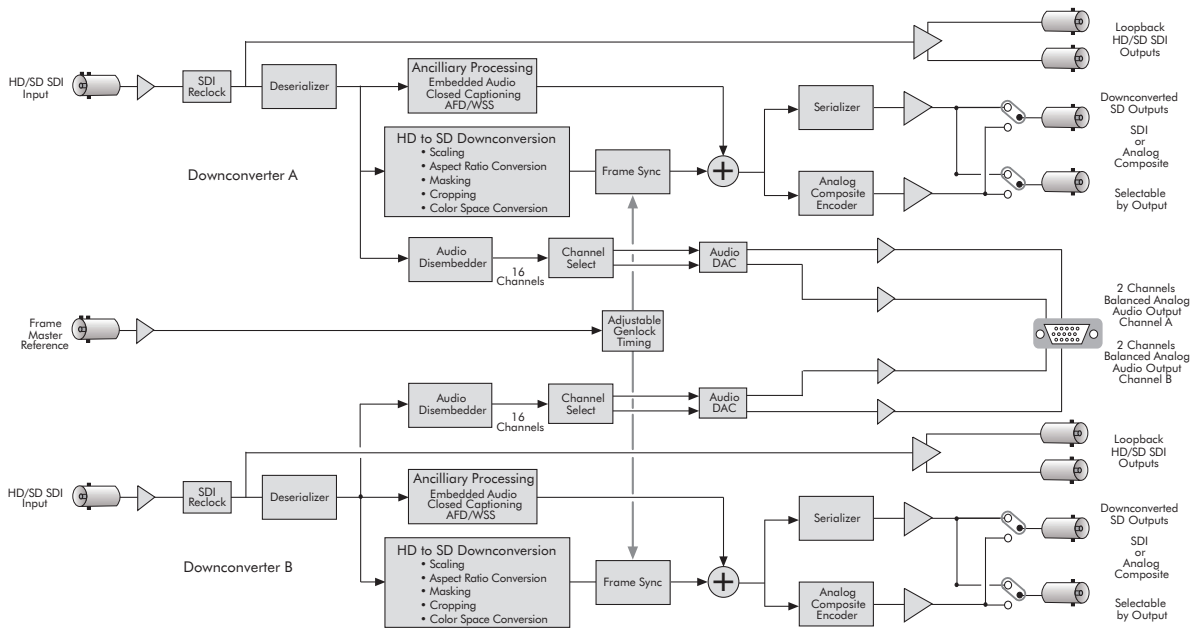 Loopback
HD/SD SDI
Outputs
HD/SD SDI
Input
SDI
Reclock
Deserializer
Ancilliary Processing
Embedded Audio
Closed Captioning
AFD/WSS
HD to SD Downconversion
• Scaling
• Aspect Ratio Conversion
• Masking
• Cropping
• Color Space Conversion
Frame Sync
+
Serializer
Analog
Composite
Encoder
Downconverted
SD Outputs
SDI
or
Analog
Composite
Selectable
by Output
Downconverter A
Audio
Disembedder
16
Channels
Channel
Select
Audio
DAC
Frame
Master
Reference
Adjustable
Genlock
Timing
2 Channels
Balanced Analog
Audio Output
Channel A
2 Channels
Balanced Analog
Audio Output
Channel B
Audio
Disembedder
16
Channels
Channel
Select
Audio
DAC
Loopback
HD/SD SDI
Outputs
HD/SD SDI
Input
SDI
Reclock
Deserializer
Ancilliary Processing
Embedded Audio
Closed Captioning
AFD/WSS
HD to SD Downconversion
• Scaling
• Aspect Ratio Conversion
• Masking
• Cropping
• Color Space Conversion
Frame Sync
+
Serializer
Analog
Composite
Encoder
Downconverted
SD Outputs
SDI
or
Analog
Composite
Selectable
by Output
Downconverter B